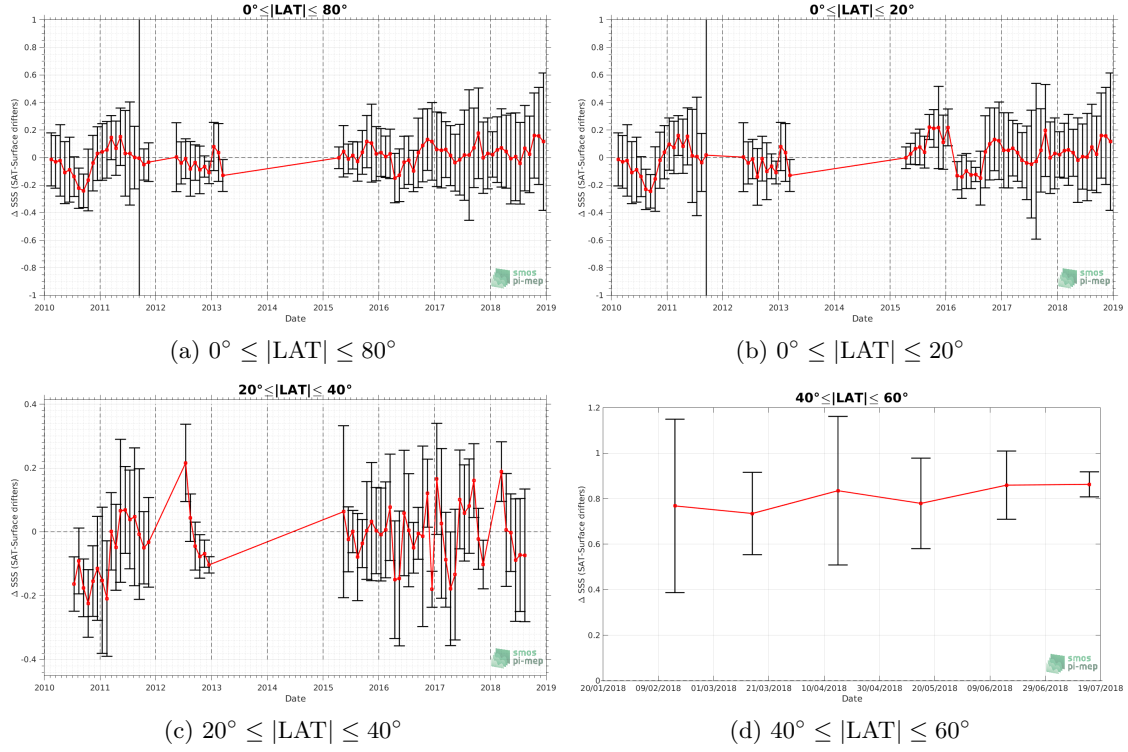 0°≤|LAT|≤ 80°
Δ SSS (SAT-Surface drifters)
1
0.8
0.6
0.4
0.2
0
-0.2
-0.4
-0.6
-0.8
-1
2010 2011 2012 2013 2014 2015 2016 2017 2018 2019
Date
smos
pi-mep
(a) 0° ≤ |LAT| ≤ 80°
0°≤|LAT|≤ 20°
Δ SSS (SAT-Surface drifters)
1
0.8
0.6
0.4
0.2
0
-0.2
-0.4
-0.6
-0.8
-1
2010 2011 2012 2013 2014 2015 2016 2017 2018 2019
Date
smos
pi-mep
(b) 0° ≤ |LAT| ≤ 20°
20°≤|LAT|≤ 40°
Δ SSS (SAT-Surface drifters)
0.4
0.2
0
-0.2
-0.4
2010 2011 2012 2013 2014 2015 2016 2017 2018 2019
Date
smos
pi-mep
(c) 20° ≤ |LAT| ≤ 40°
40°≤|LAT|≤ 60°
Δ SSS (SAT-Surface drifters)
1.2
1
0.8
0.6
0.4
0.2
0
20/01/2018 09/02/2018 01/03/2018 21/03/2018 10/04/2018 30/04/2018 20/05/2018 09/06/2018 29/06/2018 19/07/2018
Date
smos
pi-mep
(d) 40° ≤ |LAT| ≤ 60°